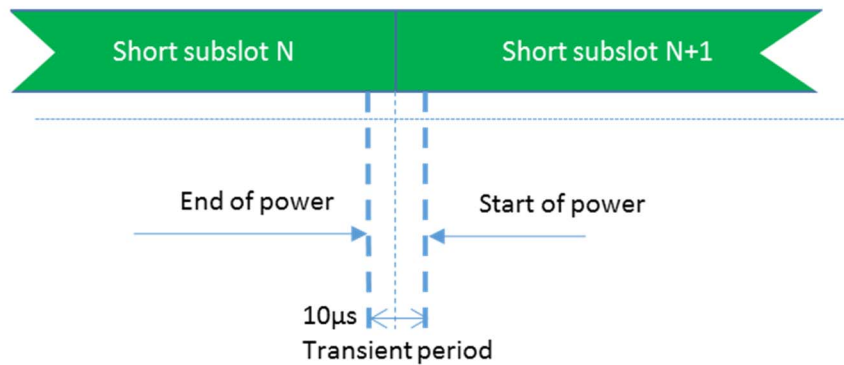 Short subslot N
Short subslot N+1
End of power
Start of power
10µs
Transient period